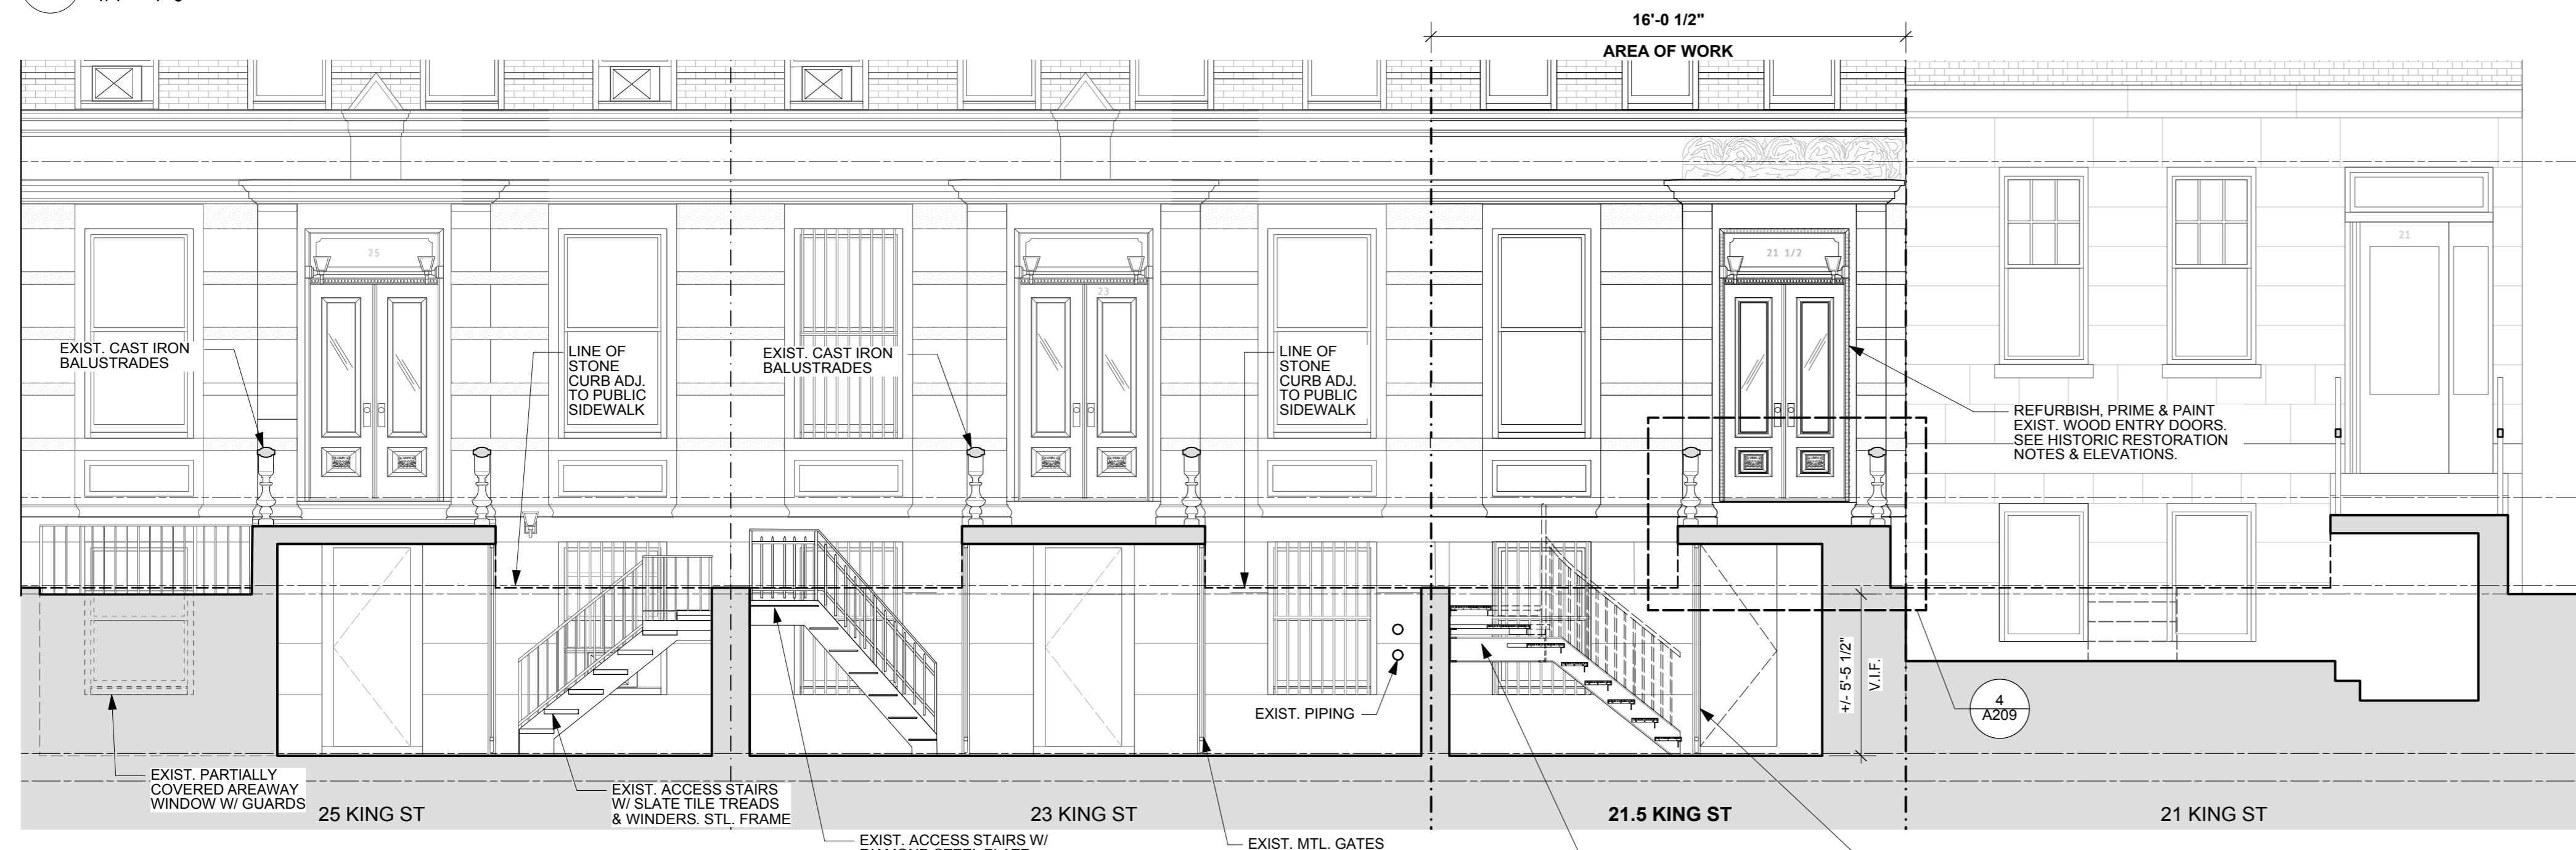 16'-0 1/2"
AREA OF WORK
25
23
21 1/2
21
EXIST. CAST IRON
BALUSTRADES
LINE OF
STONE
CURB ADJ.
TO PUBLIC
SIDEWALK
EXIST. CAST IRON
BALUSTRADES
LINE OF
STONE
CURB ADJ.
TO PUBLIC
SIDEWALK
REFURBISH, PRIME & PAINT
EXIST. WOOD ENTRY DOORS.
SEE HISTORIC RESTORATION
NOTES & ELEVATIONS.
+/- 5'-5 1/2"
V.I.F.
4
A209
EXIST. PIPING
EXIST. PARTIALLY
COVERED AREAWAY
WINDOW W/ GUARDS
25 KING ST
EXIST. ACCESS STAIRS
W/ SLATE TILE TREADS
& WINDERS. STL. FRAME
23 KING ST
21.5 KING ST
21 KING ST
EXIST. ACCESS STAIRS W/
DIAMOND STEEL PLATE
EXIST. MTL. GATES